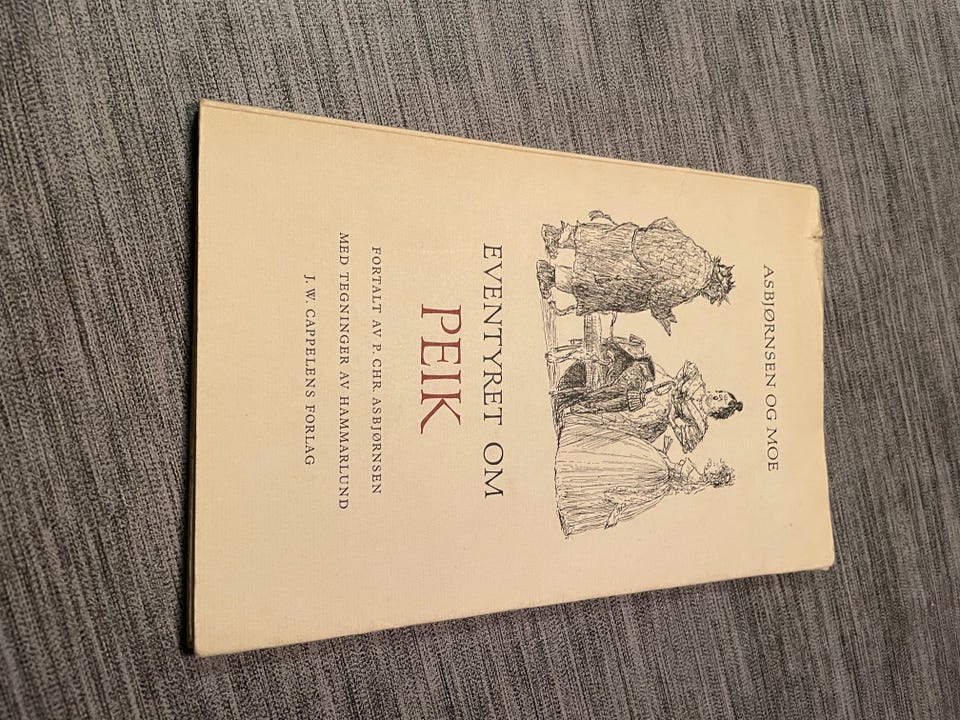 ASBJØRNSEN OG MOE
EVENTYRET OM
PEIK
FORTALT AV P. CHR. ASBJØRNSEN
MED TEGNINGER AV HAMMARLUND
J. W. CAPPELENS FORLAG